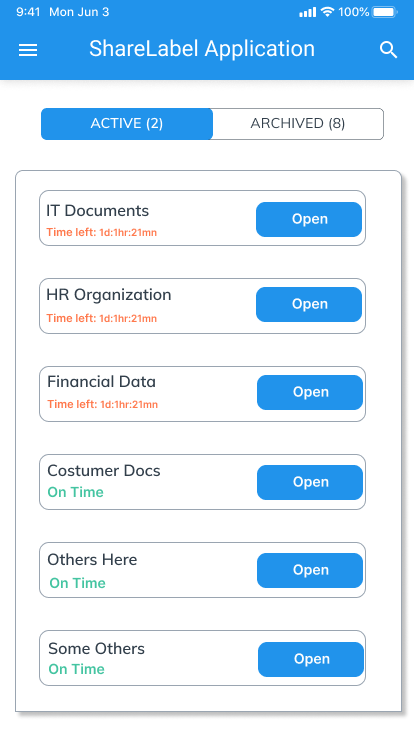 9:41 Mon Jun 3 100%
ShareLabel Application
ACTIVE (2) ARCHIVED (8)
IT Documents
Time left: 1d:1hr:21mn
Open
HR Organization
Time left: 1d:1hr:21mn
Open
Financial Data
Time left: 1d:1hr:21mn
Open
Costumer Docs
On Time
Open
Others Here
On Time
Open
Some Others
On Time
Open